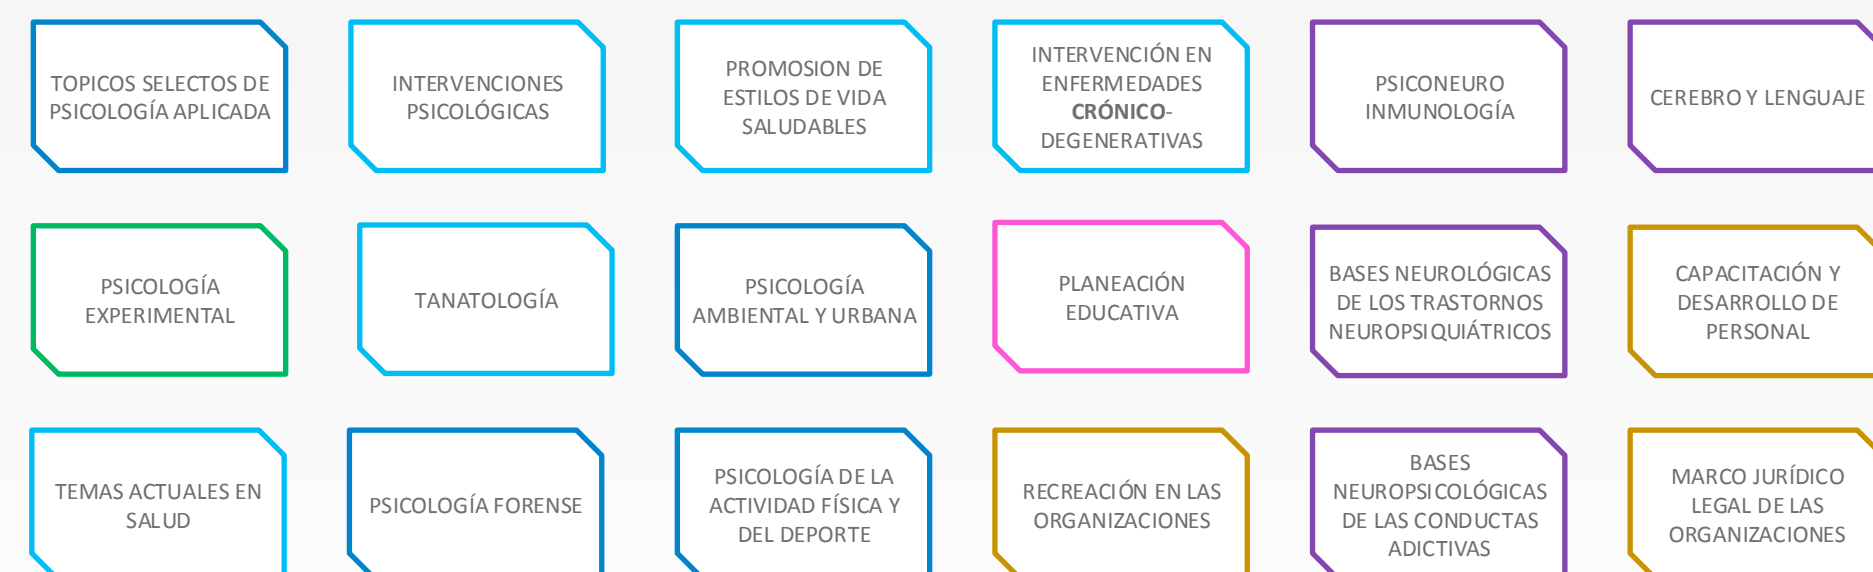 TOPICOS SELECTOS DE
PSICOLOGÍA APLICADA
INTERVENCIONES
PSICOLÓGICAS
PROMOSION DE
ESTILOS DE VIDA
SALUDABLES
INTERVENCIÓN EN
ENFERMEDADES
CRÓNICO-
DEGENERATIVAS
PSICONEURO
INMUNOLOGÍA
CEREBRO Y LENGUAJE
PSICOLOGÍA
EXPERIMENTAL
TANATOLOGÍA
PSICOLOGÍA
AMBIENTAL Y URBANA
PLANEACIÓN
EDUCATIVA
BASES NEUROLÓGICAS
DE LOS TRASTORNOS
NEUROPSIQUIÁTRICOS
CAPACITACIÓN Y
DESARROLLO DE
PERSONAL
TEMAS ACTUALES EN
SALUD
PSICOLOGÍA FORENSE
PSICOLOGÍA DE LA
ACTIVIDAD FÍSICA Y
DEL DEPORTE
RECREACIÓN EN LAS
ORGANIZACIONES
BASES
NEUROPSICOLÓGICAS
DE LAS CONDUCTAS
ADICTIVAS
MARCO JURÍDICO
LEGAL DE LAS
ORGANIZACIONES